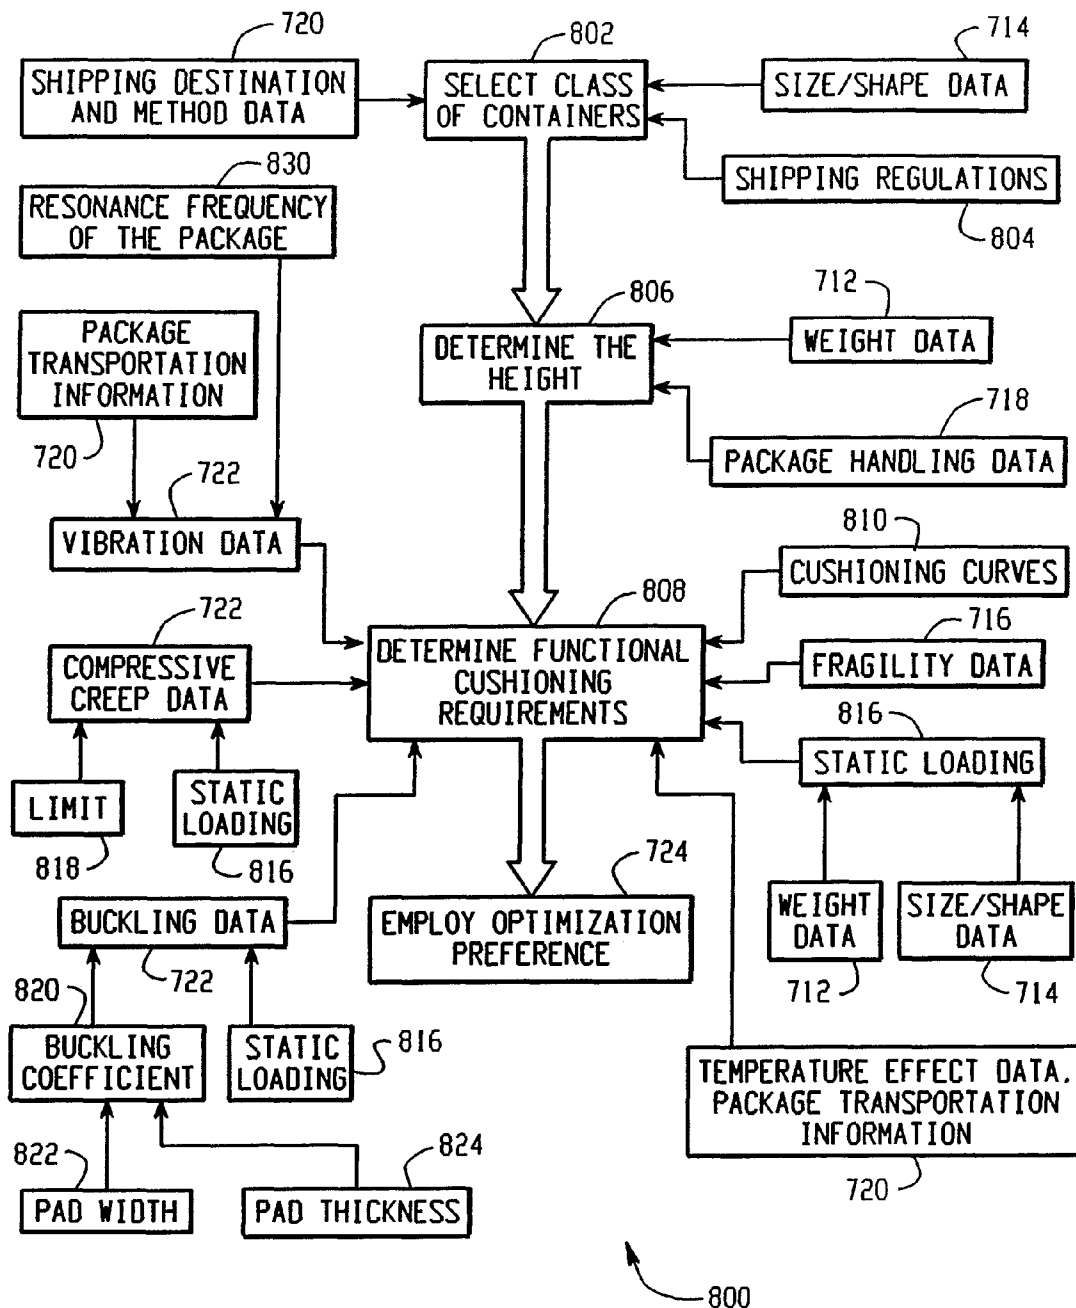 720
802
714
SHIPPING DESTINATION
AND METHOD DATA
SELECT CLASS
OF CONTAINERS
SIZE/SHAPE DATA
830
RESONANCE FREQUENCY
OF THE PACKAGE
SHIPPING REGULATIONS
804
806
712
PACKAGE
TRANSPORTATION
INFORMATION
720
DETERMINE THE
HEIGHT
WEIGHT DATA
718
PACKAGE HANDLING DATA
722
VIBRATION DATA
810
CUSHIONING CURVES
722
COMPRESSIVE
CREEP DATA
808
DETERMINE FUNCTIONAL
CUSHIONING
REQUIREMENTS
716
FRAGILITY DATA
816
STATIC LOADING
LIMIT
818
STATIC
LOADING
816
BUCKLING DATA
722
724
EMPLOY OPTIMIZATION
PREFERENCE
WEIGHT
DATA
712
SIZE/SHAPE
DATA
714
820
BUCKLING
COEFFICIENT
STATIC
LOADING
816
TEMPERATURE EFFECT DATA.
PACKAGE TRANSPORTATION
INFORMATION
720
822
PAD WIDTH
824
PAD THICKNESS
800